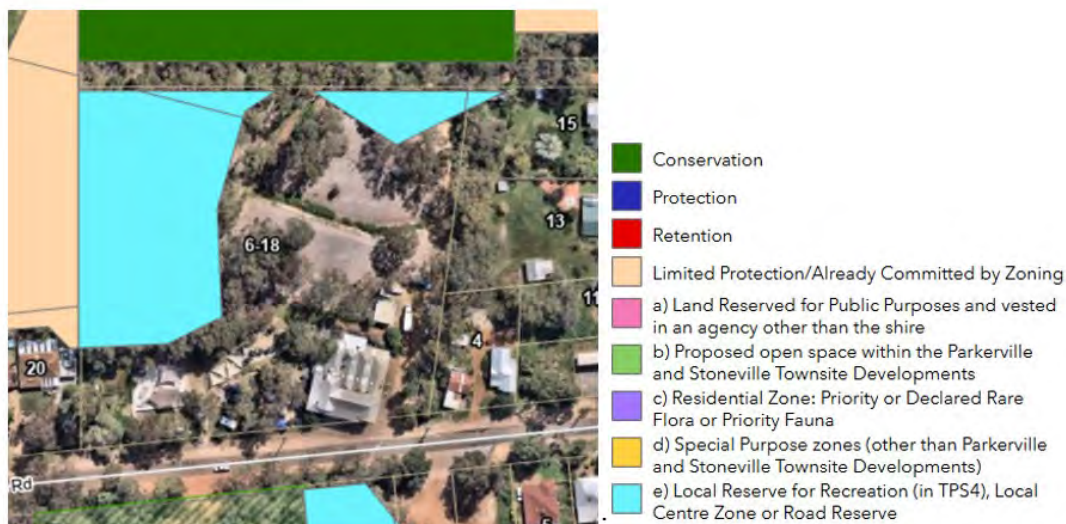 15
13
6-18
11
4
20
Rd
5
Conservation
Protection
Retention
Limited Protection/Already Committed by Zoning
a) Land Reserved for Public Purposes and vested
in an agency other than the shire
b) Proposed open space within the Parkerville
and Stoneville Townsite Developments
c) Residential Zone: Priority or Declared Rare
Flora or Priority Fauna
d) Special Purpose zones (other than Parkerville
and Stoneville Townsite Developments)
e) Local Reserve for Recreation (in TPS4), Local
Centre Zone or Road Reserve